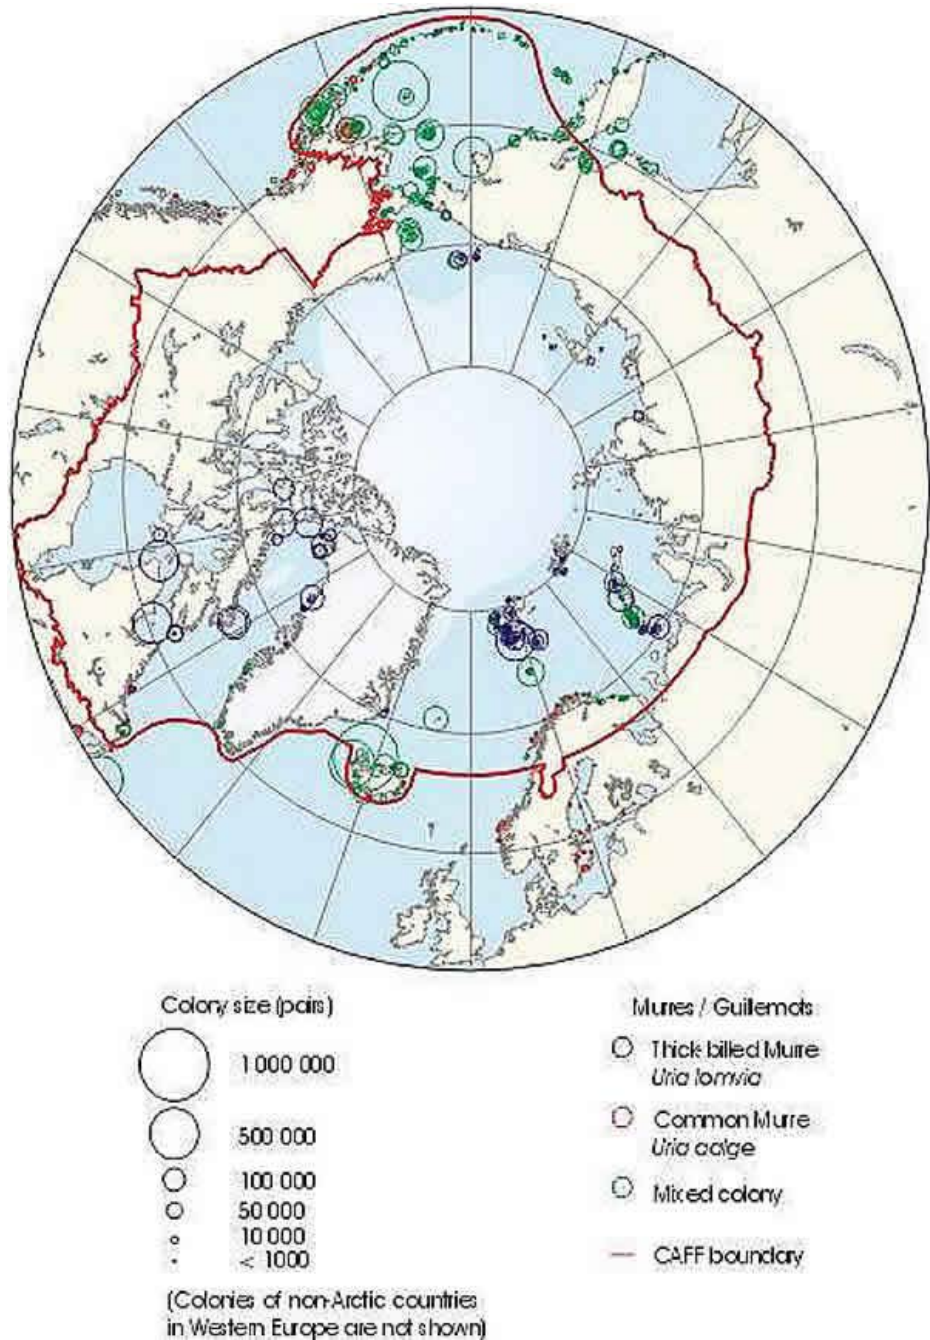 Colony size (pairs)
1 000 000
500 000
100 000
50 000
10 000
< 1000
(Colonies of non-Arctic countries
in Western Europe are not shown)
Murres / Guillemots
Thick billed Murre
Uria lomvia
Common Murre
Uria aalge
Mixed colony
CAFF boundary